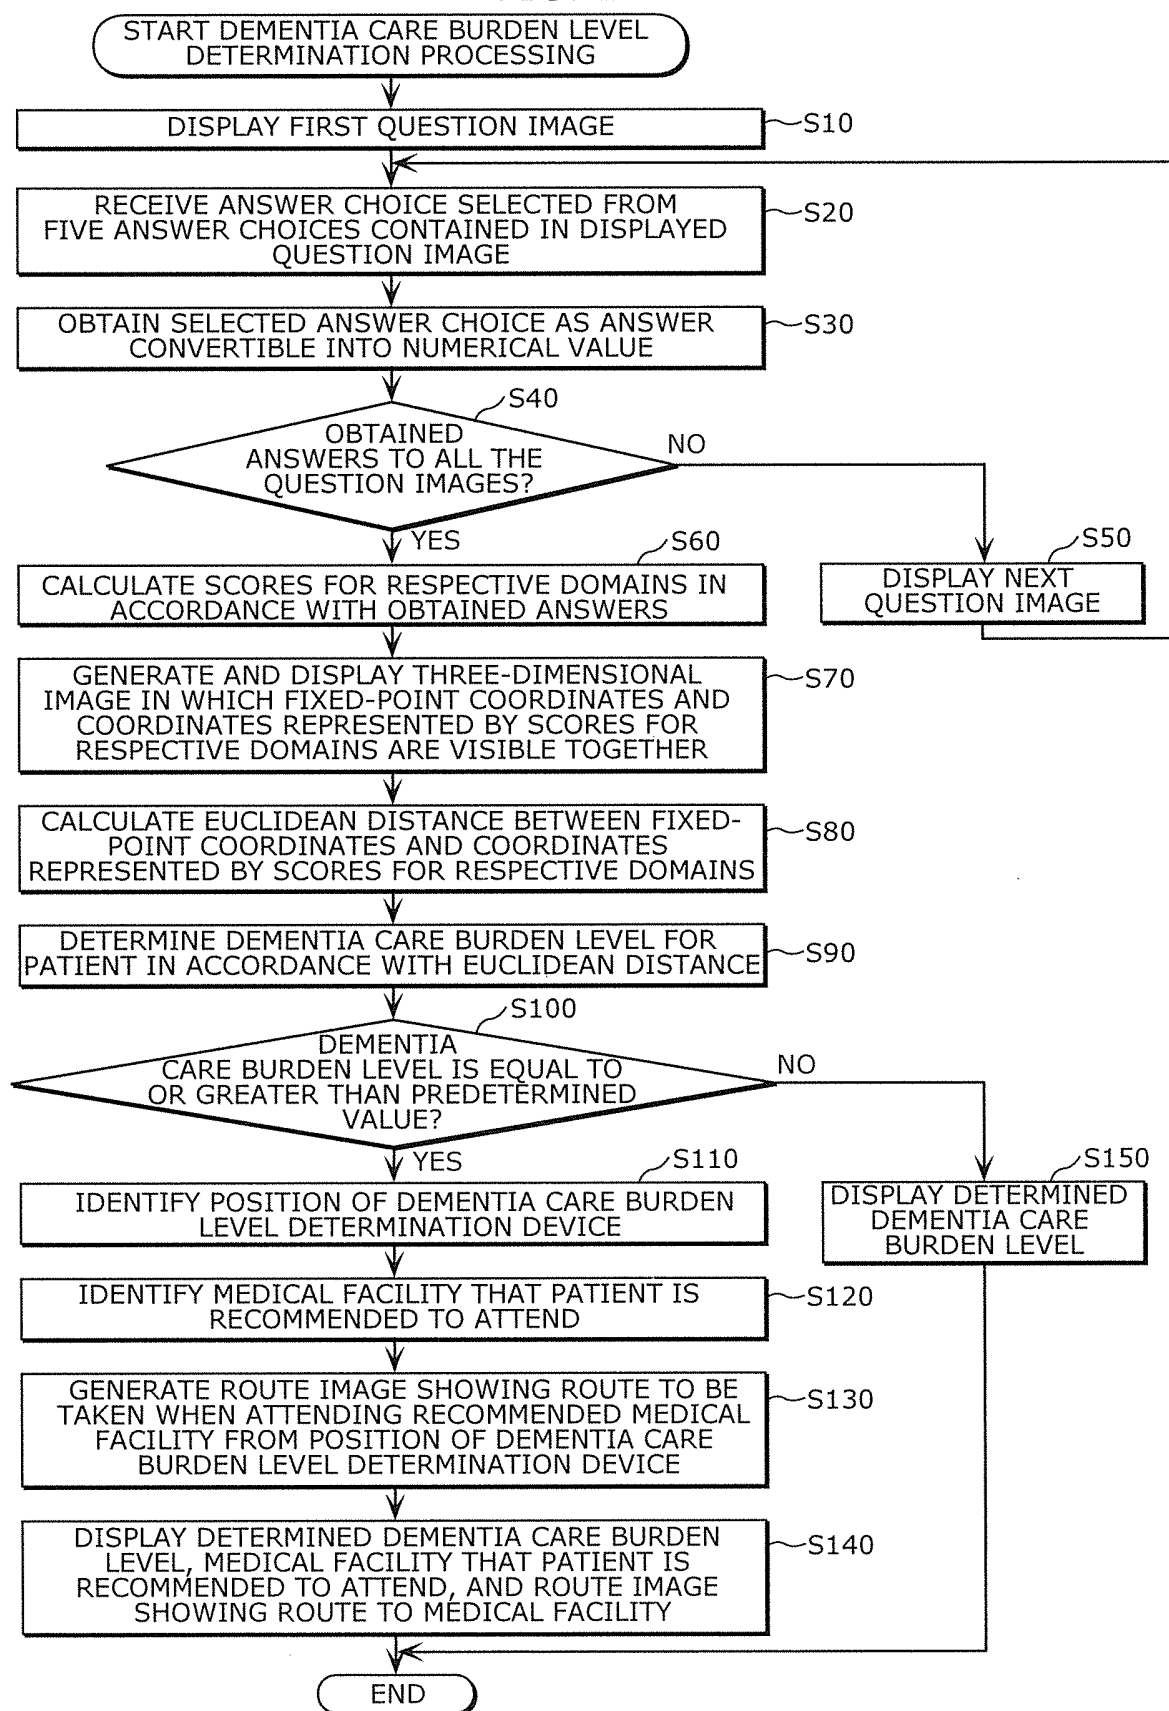 START DEMENTIA CARE BURDEN LEVEL
DETERMINATION PROCESSING
DISPLAY FIRST QUESTION IMAGE
S10
RECEIVE ANSWER CHOICE SELECTED FROM
FIVE ANSWER CHOICES CONTAINED IN DISPLAYED
QUESTION IMAGE
S20
OBTAIN SELECTED ANSWER CHOICE AS ANSWER
CONVERTIBLE INTO NUMERICAL VALUE
S30
S40
OBTAINED
ANSWERS TO ALL THE
QUESTION IMAGES?
NO
YES
S50
DISPLAY NEXT
QUESTION IMAGE
S60
CALCULATE SCORES FOR RESPECTIVE DOMAINS IN
ACCORDANCE WITH OBTAINED ANSWERS
GENERATE AND DISPLAY THREE-DIMENSIONAL
IMAGE IN WHICH FIXED-POINT COORDINATES AND
COORDINATES REPRESENTED BY SCORES FOR
RESPECTIVE DOMAINS ARE VISIBLE TOGETHER
S70
CALCULATE EUCLIDEAN DISTANCE BETWEEN FIXED-
POINT COORDINATES AND COORDINATES
REPRESENTED BY SCORES FOR RESPECTIVE DOMAINS
S80
DETERMINE DEMENTIA CARE BURDEN LEVEL FOR
PATIENT IN ACCORDANCE WITH EUCLIDEAN DISTANCE
S90
S100
DEMENTIA
CARE BURDEN LEVEL IS EQUAL TO
OR GREATER THAN PREDETERMINED
VALUE?
NO
YES
S110
IDENTIFY POSITION OF DEMENTIA CARE BURDEN
LEVEL DETERMINATION DEVICE
S150
DISPLAY DETERMINED
DEMENTIA CARE
BURDEN LEVEL
IDENTIFY MEDICAL FACILITY THAT PATIENT IS
RECOMMENDED TO ATTEND
S120
GENERATE ROUTE IMAGE SHOWING ROUTE TO BE
TAKEN WHEN ATTENDING RECOMMENDED MEDICAL
FACILITY FROM POSITION OF DEMENTIA CARE
BURDEN LEVEL DETERMINATION DEVICE
S130
DISPLAY DETERMINED DEMENTIA CARE BURDEN
LEVEL, MEDICAL FACILITY THAT PATIENT IS
RECOMMENDED TO ATTEND, AND ROUTE IMAGE
SHOWING ROUTE TO MEDICAL FACILITY
S140
END